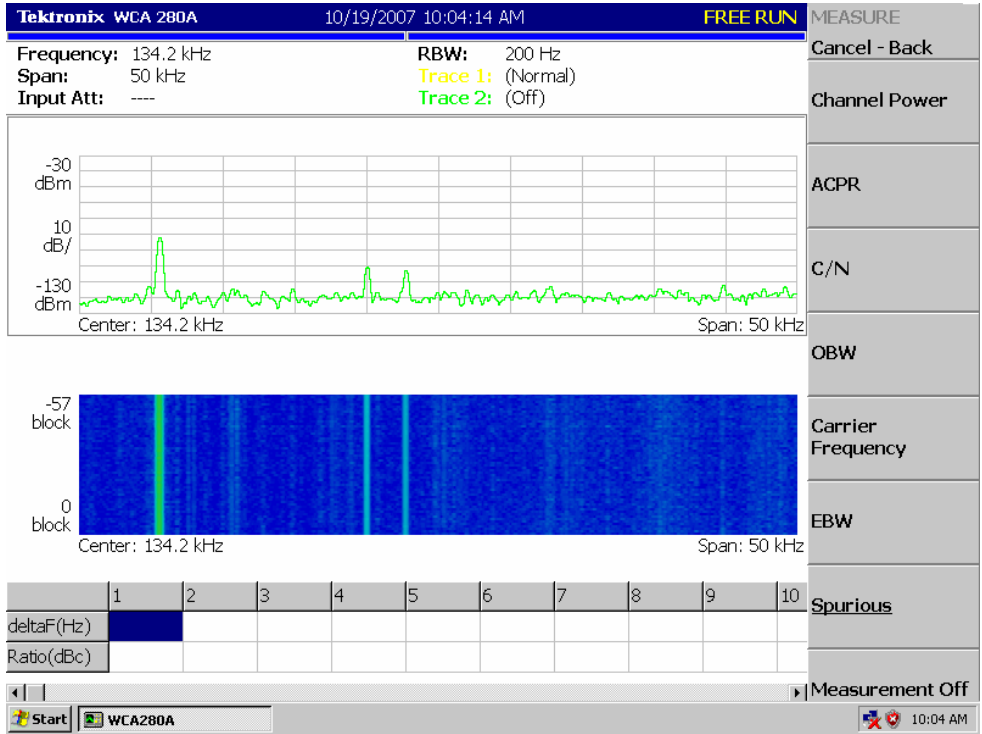 Tektronix WCA 280A 10/19/2007 10:04:14 AM FREE RUN
Frequency: 134.2 kHz RBW: 200 Hz
Span: 50 kHz Trace 1: (Normal)
Input Att: ---- Trace 2: (Off)
-30
dBm
10
dB/
-130
dBm
Center: 134.2 kHz Span: 50 kHz
-57
block
0
block
Center: 134.2 kHz Span: 50 kHz
1 2 3 4 5 6 7 8 9 10
deltaF(Hz)
Ratio(dBc)
MEASURE
Cancel - Back
Channel Power
ACPR
C/N
OBW
Carrier
Frequency
EBW
Spurious
Measurement Off
Start WCA280A 10:04 AM